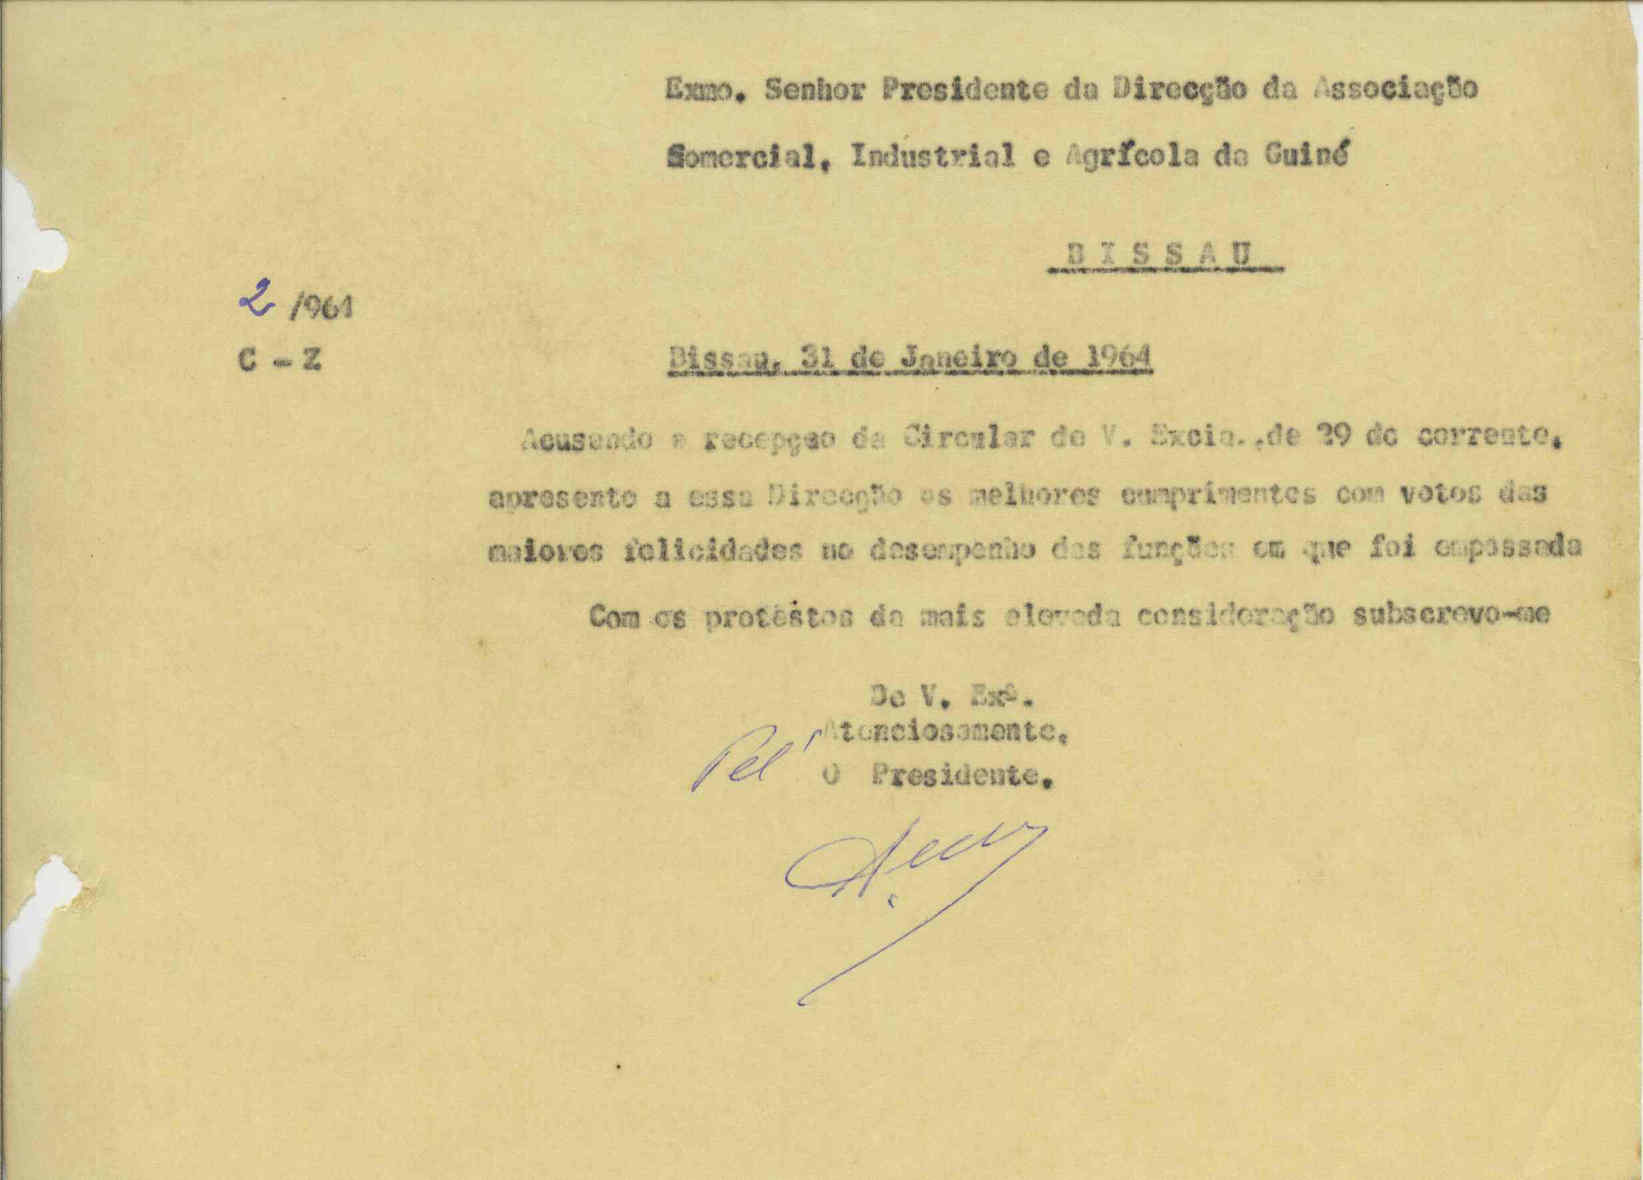 Exmo. Senhor Presidente da Direcção da Associação
Comercial, Industrial e Agrícola da Guiné
BISSAU
2 /964
C - Z
Bissau, 31 de Janeiro de 1964
Acusando a recepção da Circular de V. Excia. ,de 29 do corrente,
apresento a essa Direcção os melhores cumprimentos com votos das
maiores felicidades no desempenho das funções em que foi empossada
Com os protestos da mais elevada consideração subscrevo-me
De V. Exª.
Atenciosamente,
Pel' O Presidente,